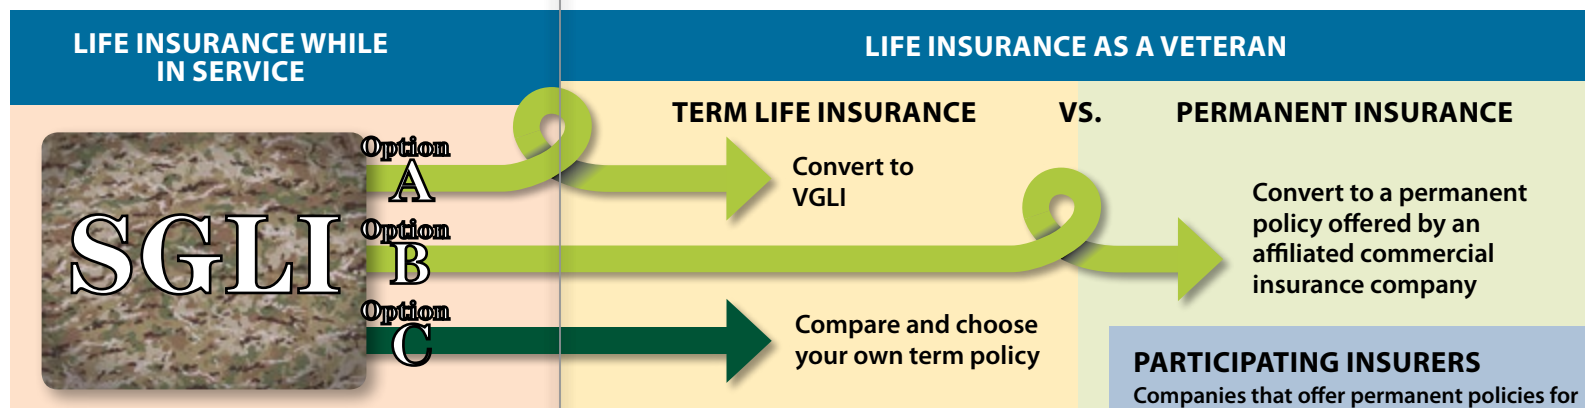 LIFE INSURANCE WHILE
IN SERVICE
LIFE INSURANCE AS A VETERAN
TERM LIFE INSURANCE
VS.
PERMANENT INSURANCE
SGLI
Option
A
Convert to
VGLI
Option
B
Convert to a permanent
policy offered by an
affiliated commercial
insurance company
Option
C
Compare and choose
your own term policy
PARTICIPATING INSURERS
Companies that offer permanent policies for